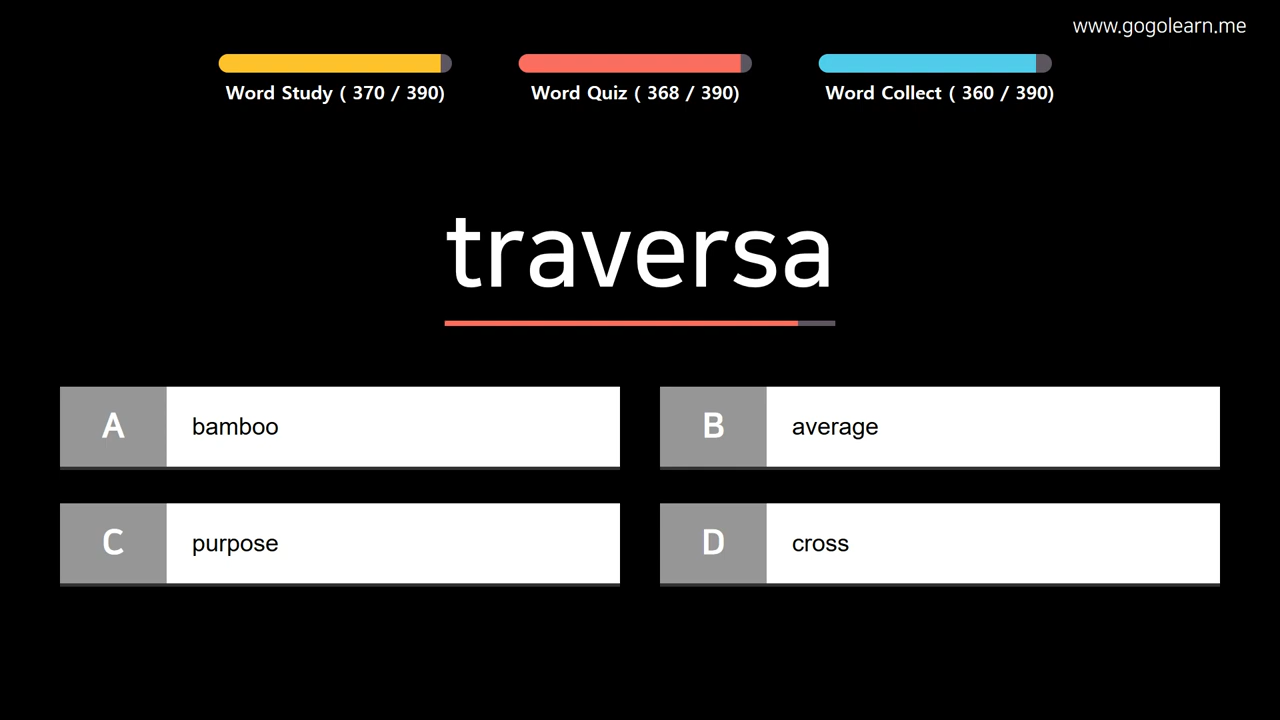 www.gogolearn.me
Word Study ( 370 / 390)
Word Quiz ( 368 / 390)
Word Collect ( 360 / 390)
traversa
A bamboo
B average
C purpose
D cross